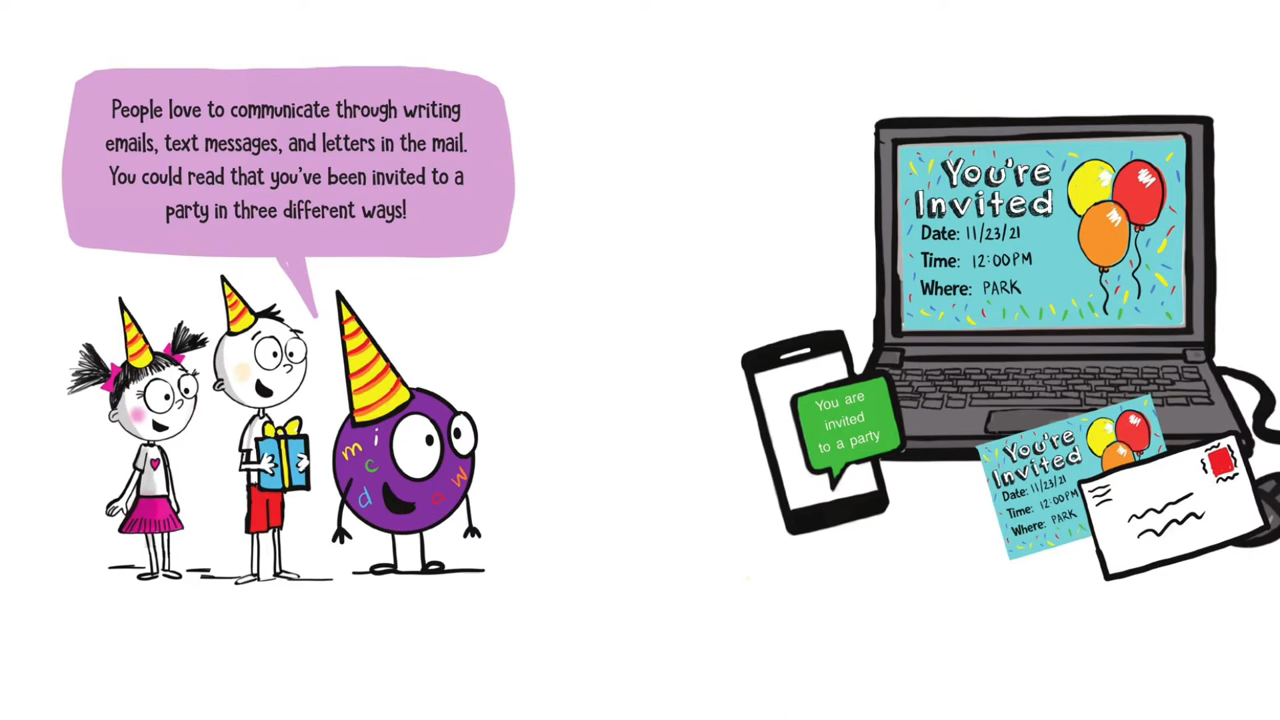 People love to communicate through writing
emails, text messages, and letters in the mail.
You could read that you've been invited to a
party in three different ways!
m
i
c
d
a
w
You're
Invited
Date: 11/23/21
Time: 12:00PM
Where: PARK
You are
invited
to a party
You're
Invited
Date: 11/23/21
Time: 12:00PM
Where: PARK